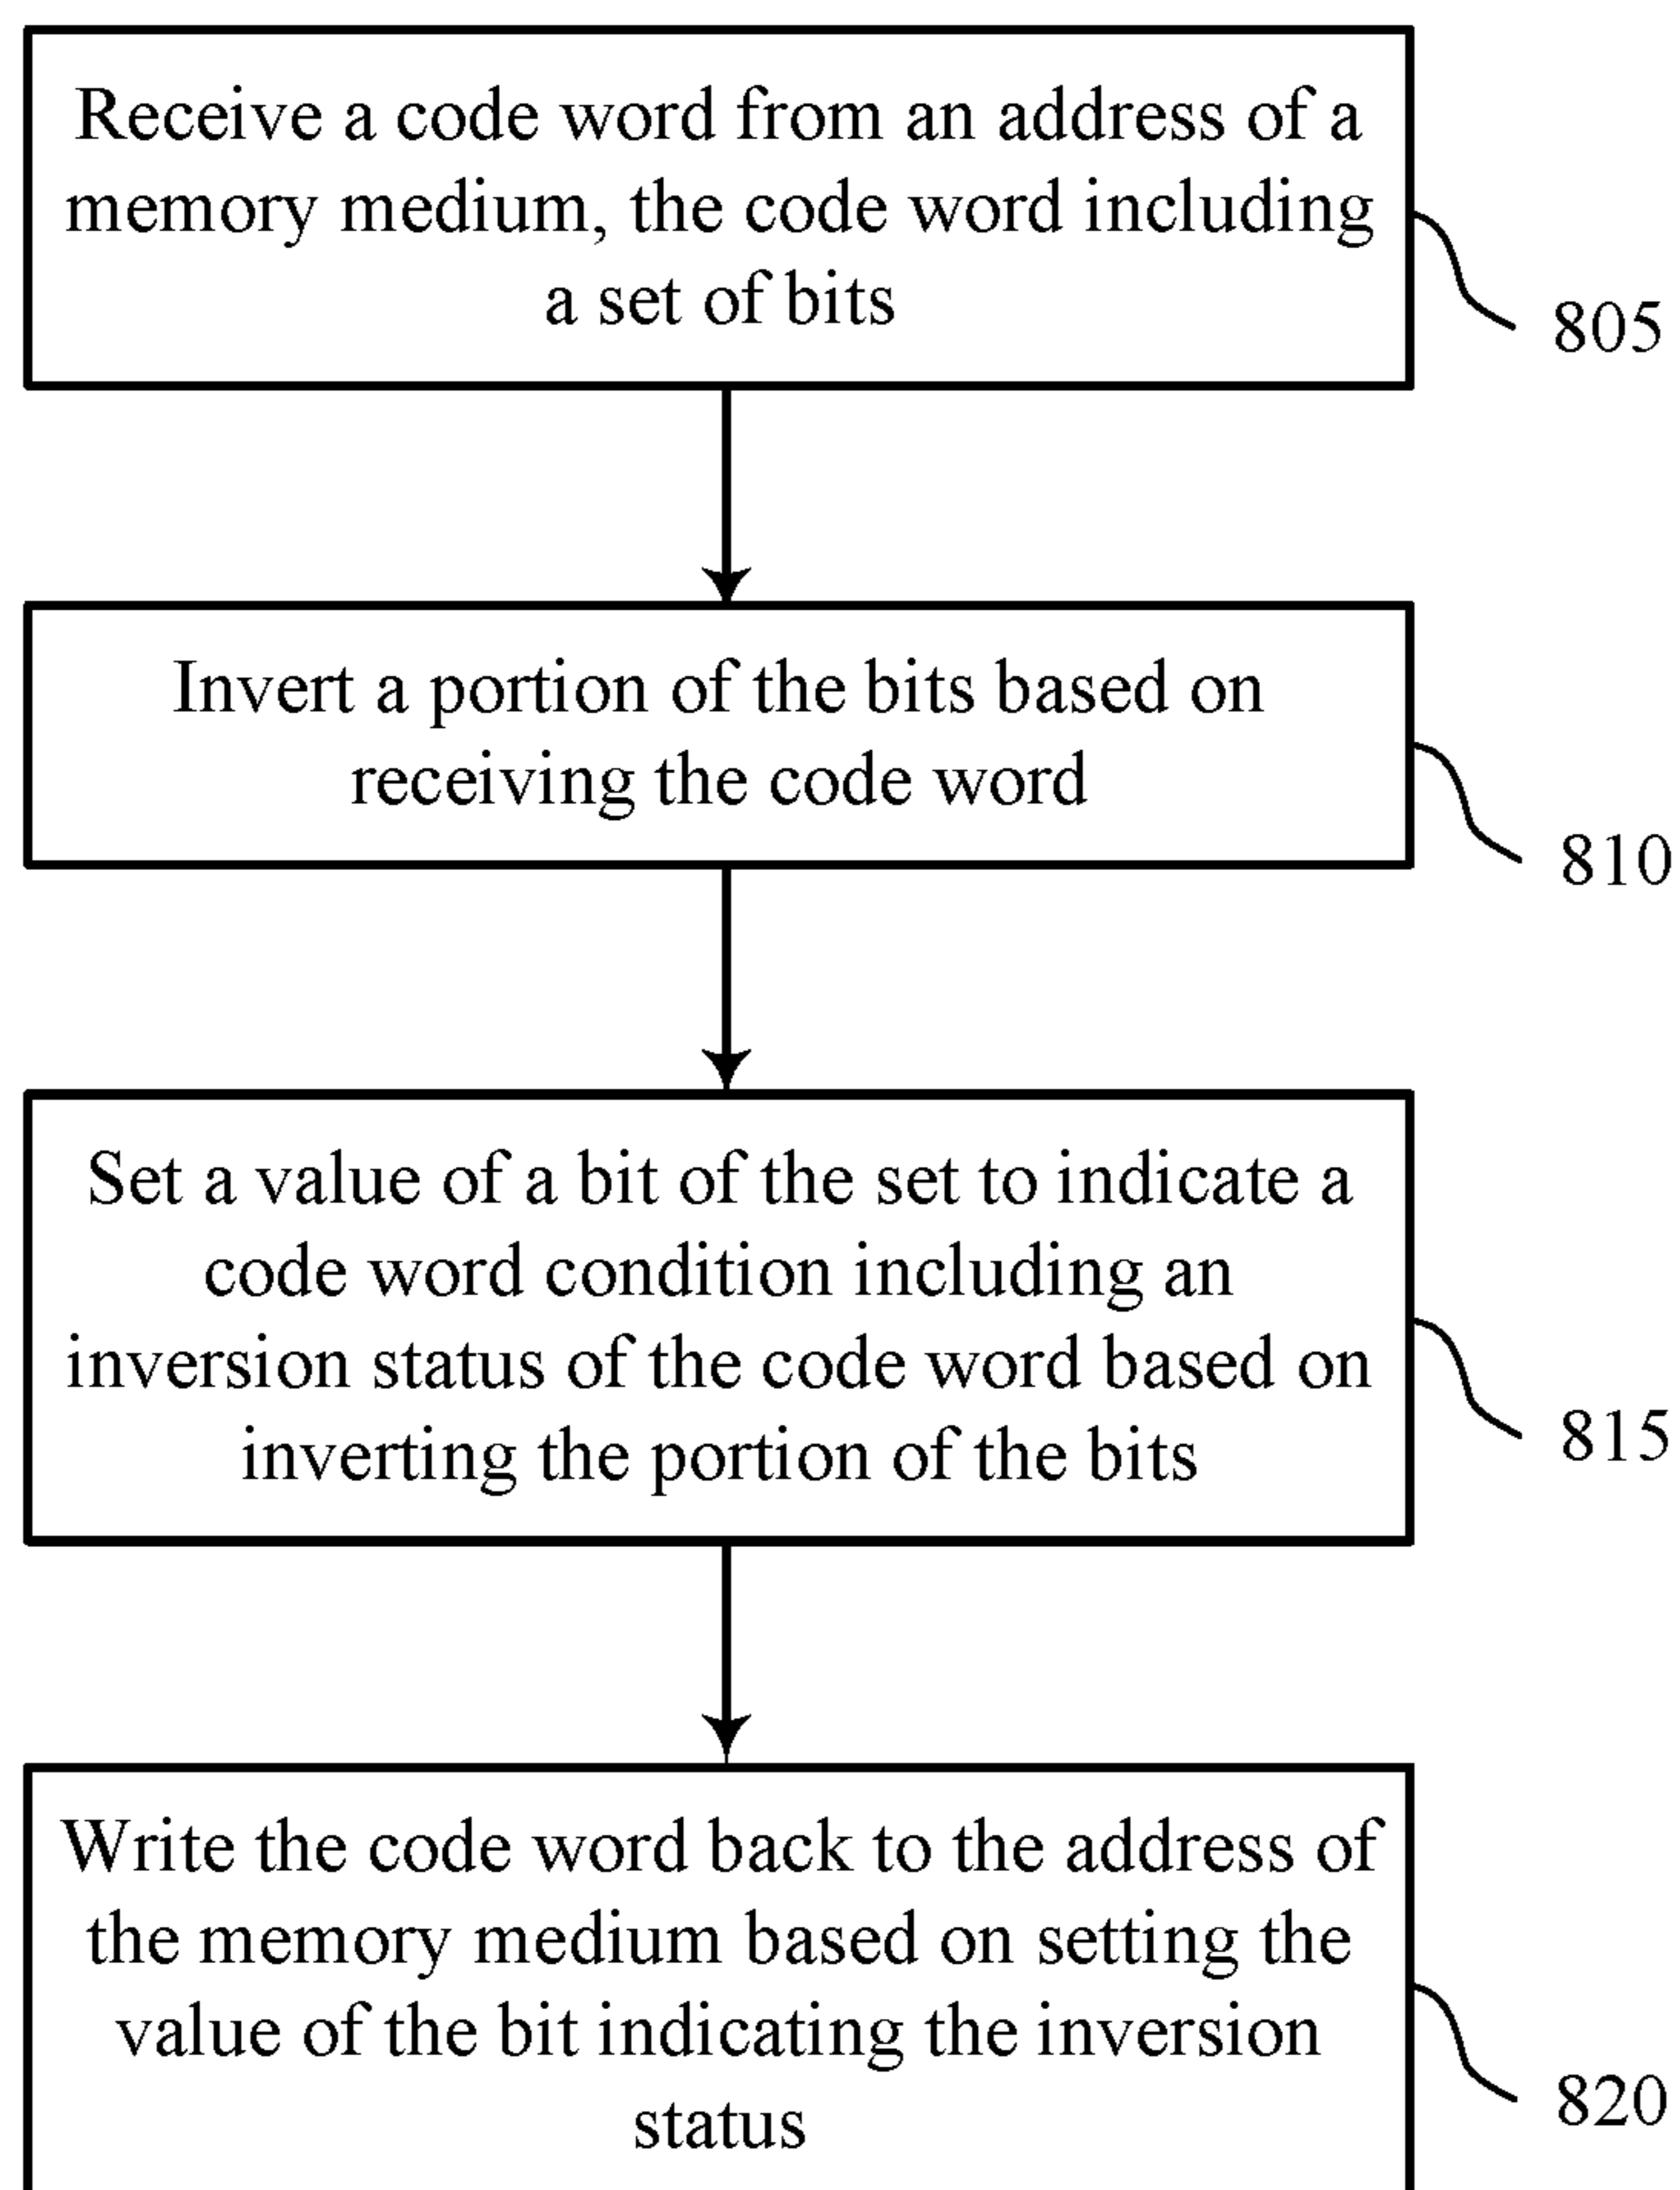 Receive a code word from an address of a
memory medium, the code word including
a set of bits
805
Invert a portion of the bits based on
receiving the code word
810
Set a value of a bit of the set to indicate a
code word condition including an
inversion status of the code word based on
inverting the portion of the bits
815
Write the code word back to the address of
the memory medium based on setting the
value of the bit indicating the inversion
status
820